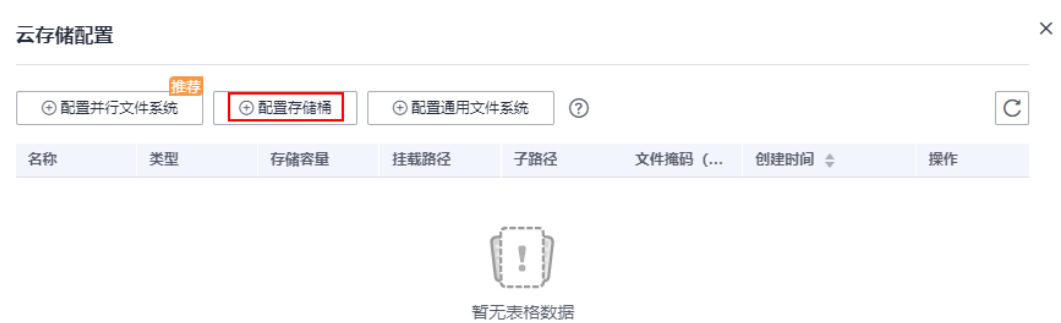 云存储配置
推荐
配置并行文件系统 配置存储桶 配置通用文件系统
名称 类型 存储容量 挂载路径 子路径 文件掩码 (... 创建时间 操作
暂无表格数据